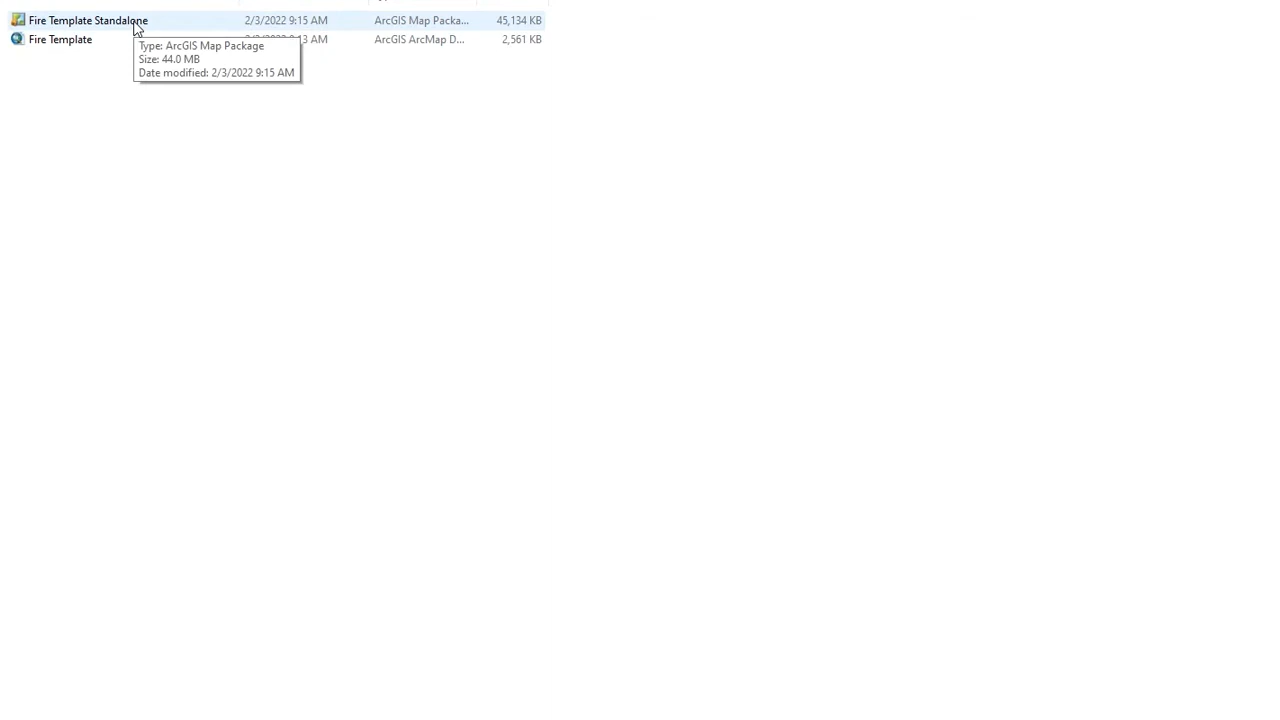 Fire Template Standalone 2/3/2022 9:15 AM ArcGIS Map Packa... 45,134 KB
Fire Template 13 AM ArcGIS ArcMap D... 2,561 KB
Type: ArcGIS Map Package
Size: 44.0 MB
Date modified: 2/3/2022 9:15 AM